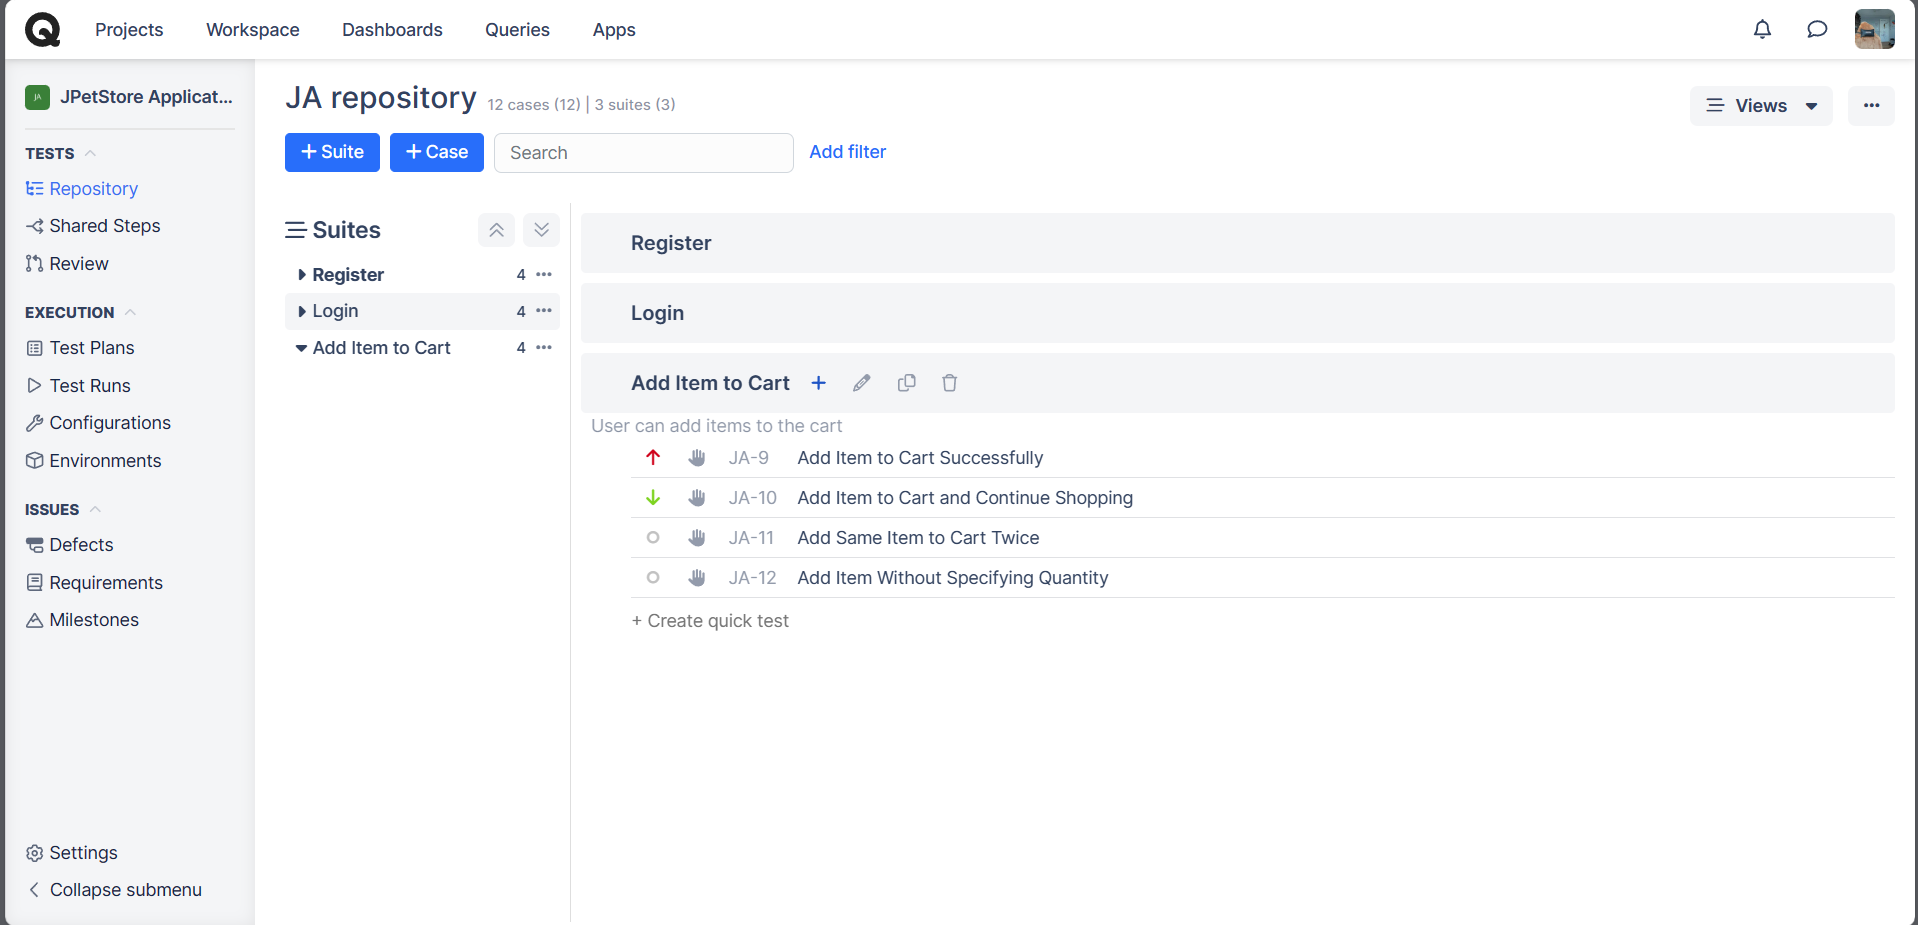 Projects Workspace Dashboards Queries Apps
JA JPetStore Applicat...
TESTS
Repository
Shared Steps
Review
EXECUTION
Test Plans
Test Runs
Configurations
Environments
ISSUES
Defects
Requirements
Milestones
Settings
Collapse submenu
JA repository 12 cases (12) | 3 suites (3)
Views
+ Suite + Case Search Add filter
Suites
Register 4
Login 4
Add Item to Cart 4
Register
Login
Add Item to Cart
User can add items to the cart
JA-9 Add Item to Cart Successfully
JA-10 Add Item to Cart and Continue Shopping
JA-11 Add Same Item to Cart Twice
JA-12 Add Item Without Specifying Quantity
+ Create quick test